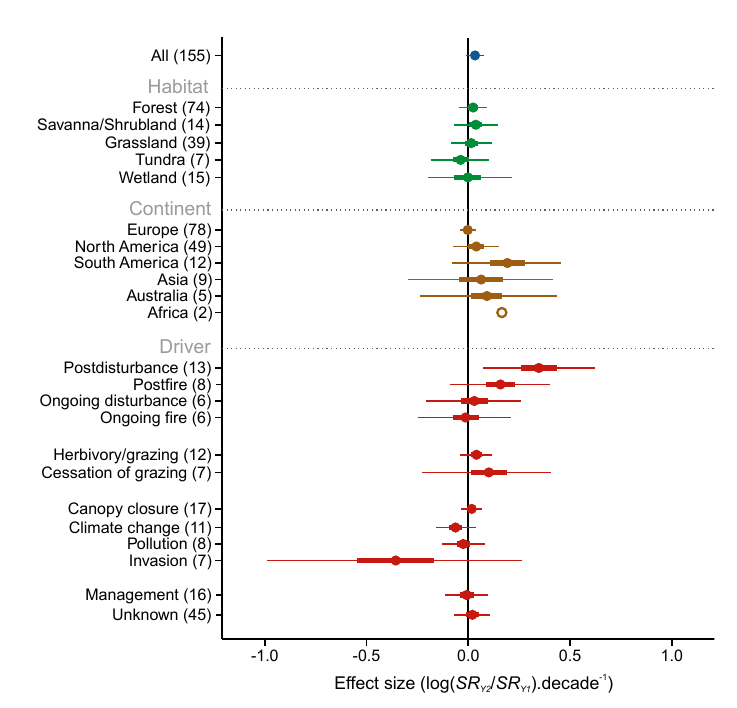 All (155)
Habitat
Forest (74)
Savanna/Shrubland (14)
Grassland (39)
Tundra (7)
Wetland (15)
Continent
Europe (78)
North America (49)
South America (12)
Asia (9)
Australia (5)
Africa (2)
Driver
Postdisturbance (13)
Postfire (8)
Ongoing disturbance (6)
Ongoing fire (6)
Herbivory/grazing (12)
Cessation of grazing (7)
Canopy closure (17)
Climate change (11)
Pollution (8)
Invasion (7)
Management (16)
Unknown (45)
-1.0 -0.5 0.0 0.5 1.0
Effect size (log(SR_Y2/SR_Y1).decade⁻¹)